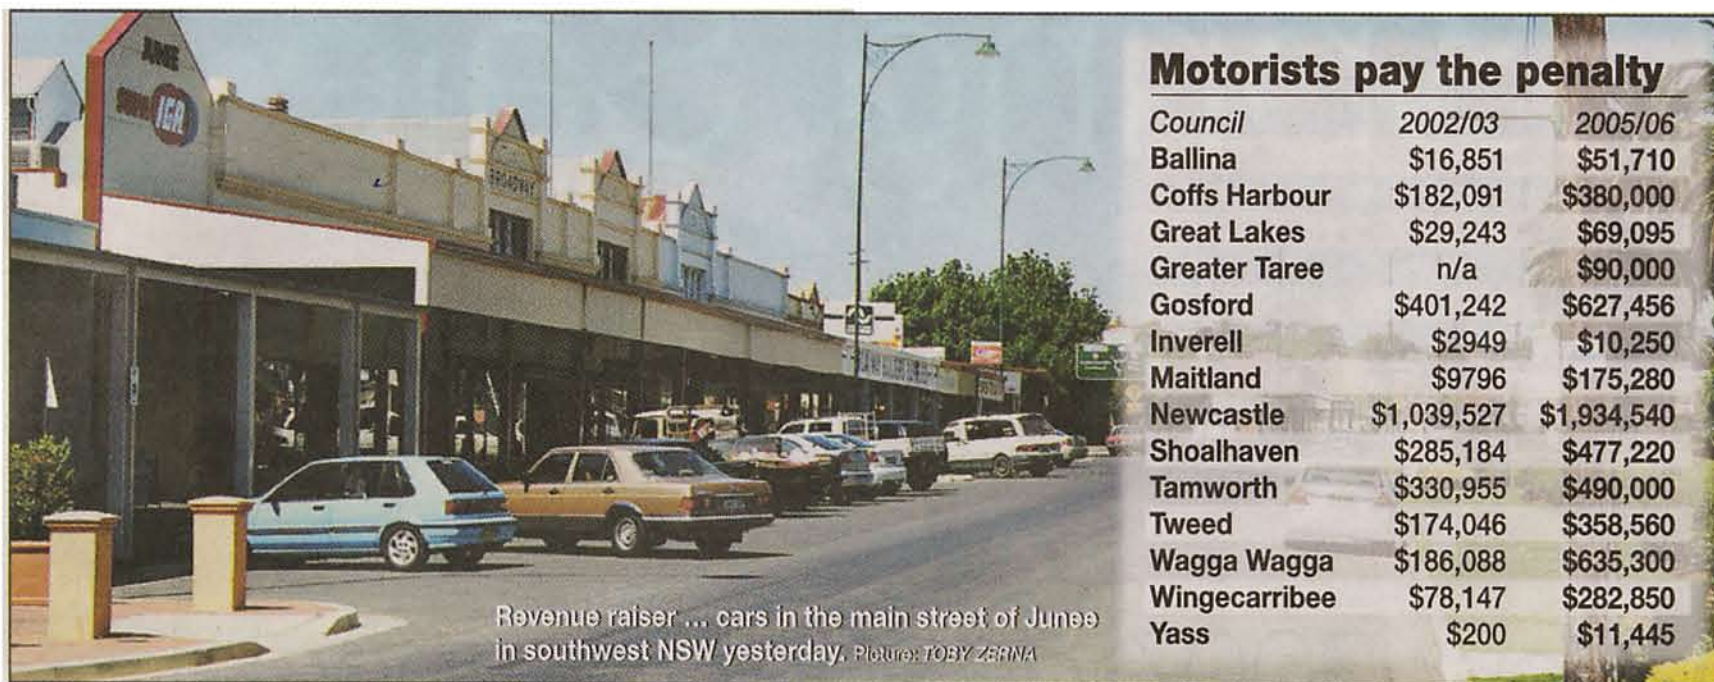 JUNEE
SUPA IGA
BROADWAY
Motorists pay the penalty
Council 2002/03 2005/06
Ballina $16,851 $51,710
Coffs Harbour $182,091 $380,000
Great Lakes $29,243 $69,095
Greater Taree n/a $90,000
Gosford $401,242 $627,456
Inverell $2949 $10,250
Maitland $9796 $175,280
Newcastle $1,039,527 $1,934,540
Shoalhaven $285,184 $477,220
Tamworth $330,955 $490,000
Tweed $174,046 $358,560
Wagga Wagga $186,088 $635,300
Wingecarribee $78,147 $282,850
Yass $200 $11,445
Revenue raiser ... cars in the main street of Junee
in southwest NSW yesterday. Picture: TOBY ZERNA